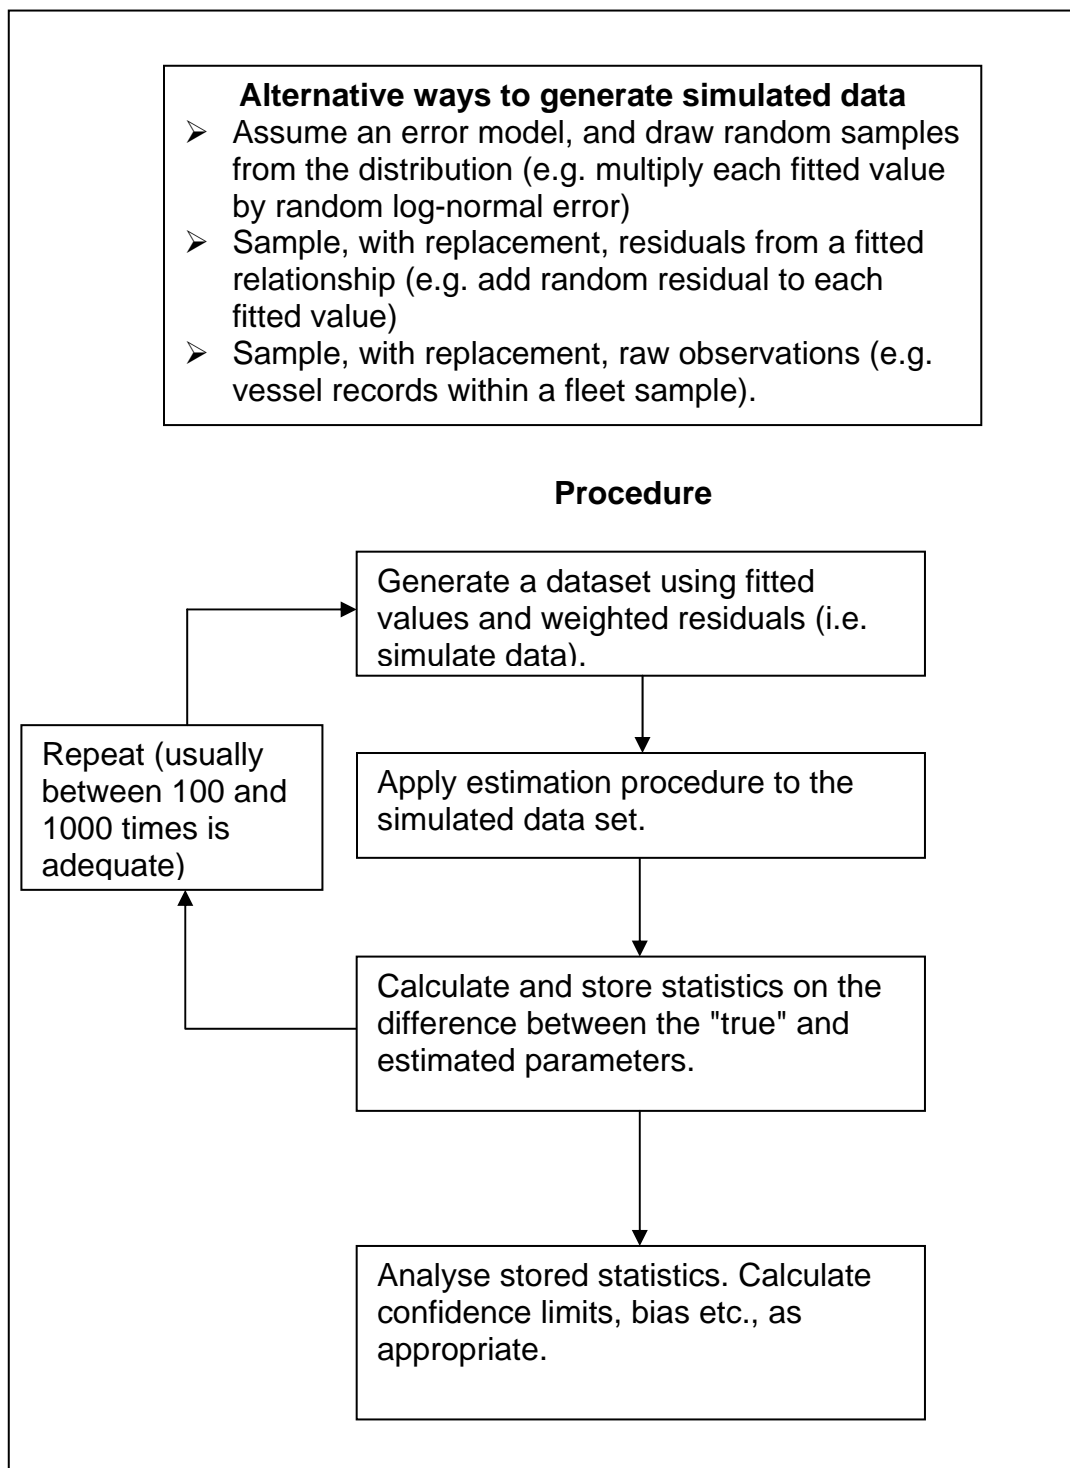 Alternative ways to generate simulated data
➢ Assume an error model, and draw random samples
from the distribution (e.g. multiply each fitted value
by random log-normal error)
➢ Sample, with replacement, residuals from a fitted
relationship (e.g. add random residual to each
fitted value)
➢ Sample, with replacement, raw observations (e.g.
vessel records within a fleet sample).
Procedure
Generate a dataset using fitted
values and weighted residuals (i.e.
simulate data).
Repeat (usually
between 100 and
1000 times is
adequate)
Apply estimation procedure to the
simulated data set.
Calculate and store statistics on the
difference between the "true" and
estimated parameters.
Analyse stored statistics. Calculate
confidence limits, bias etc., as
appropriate.